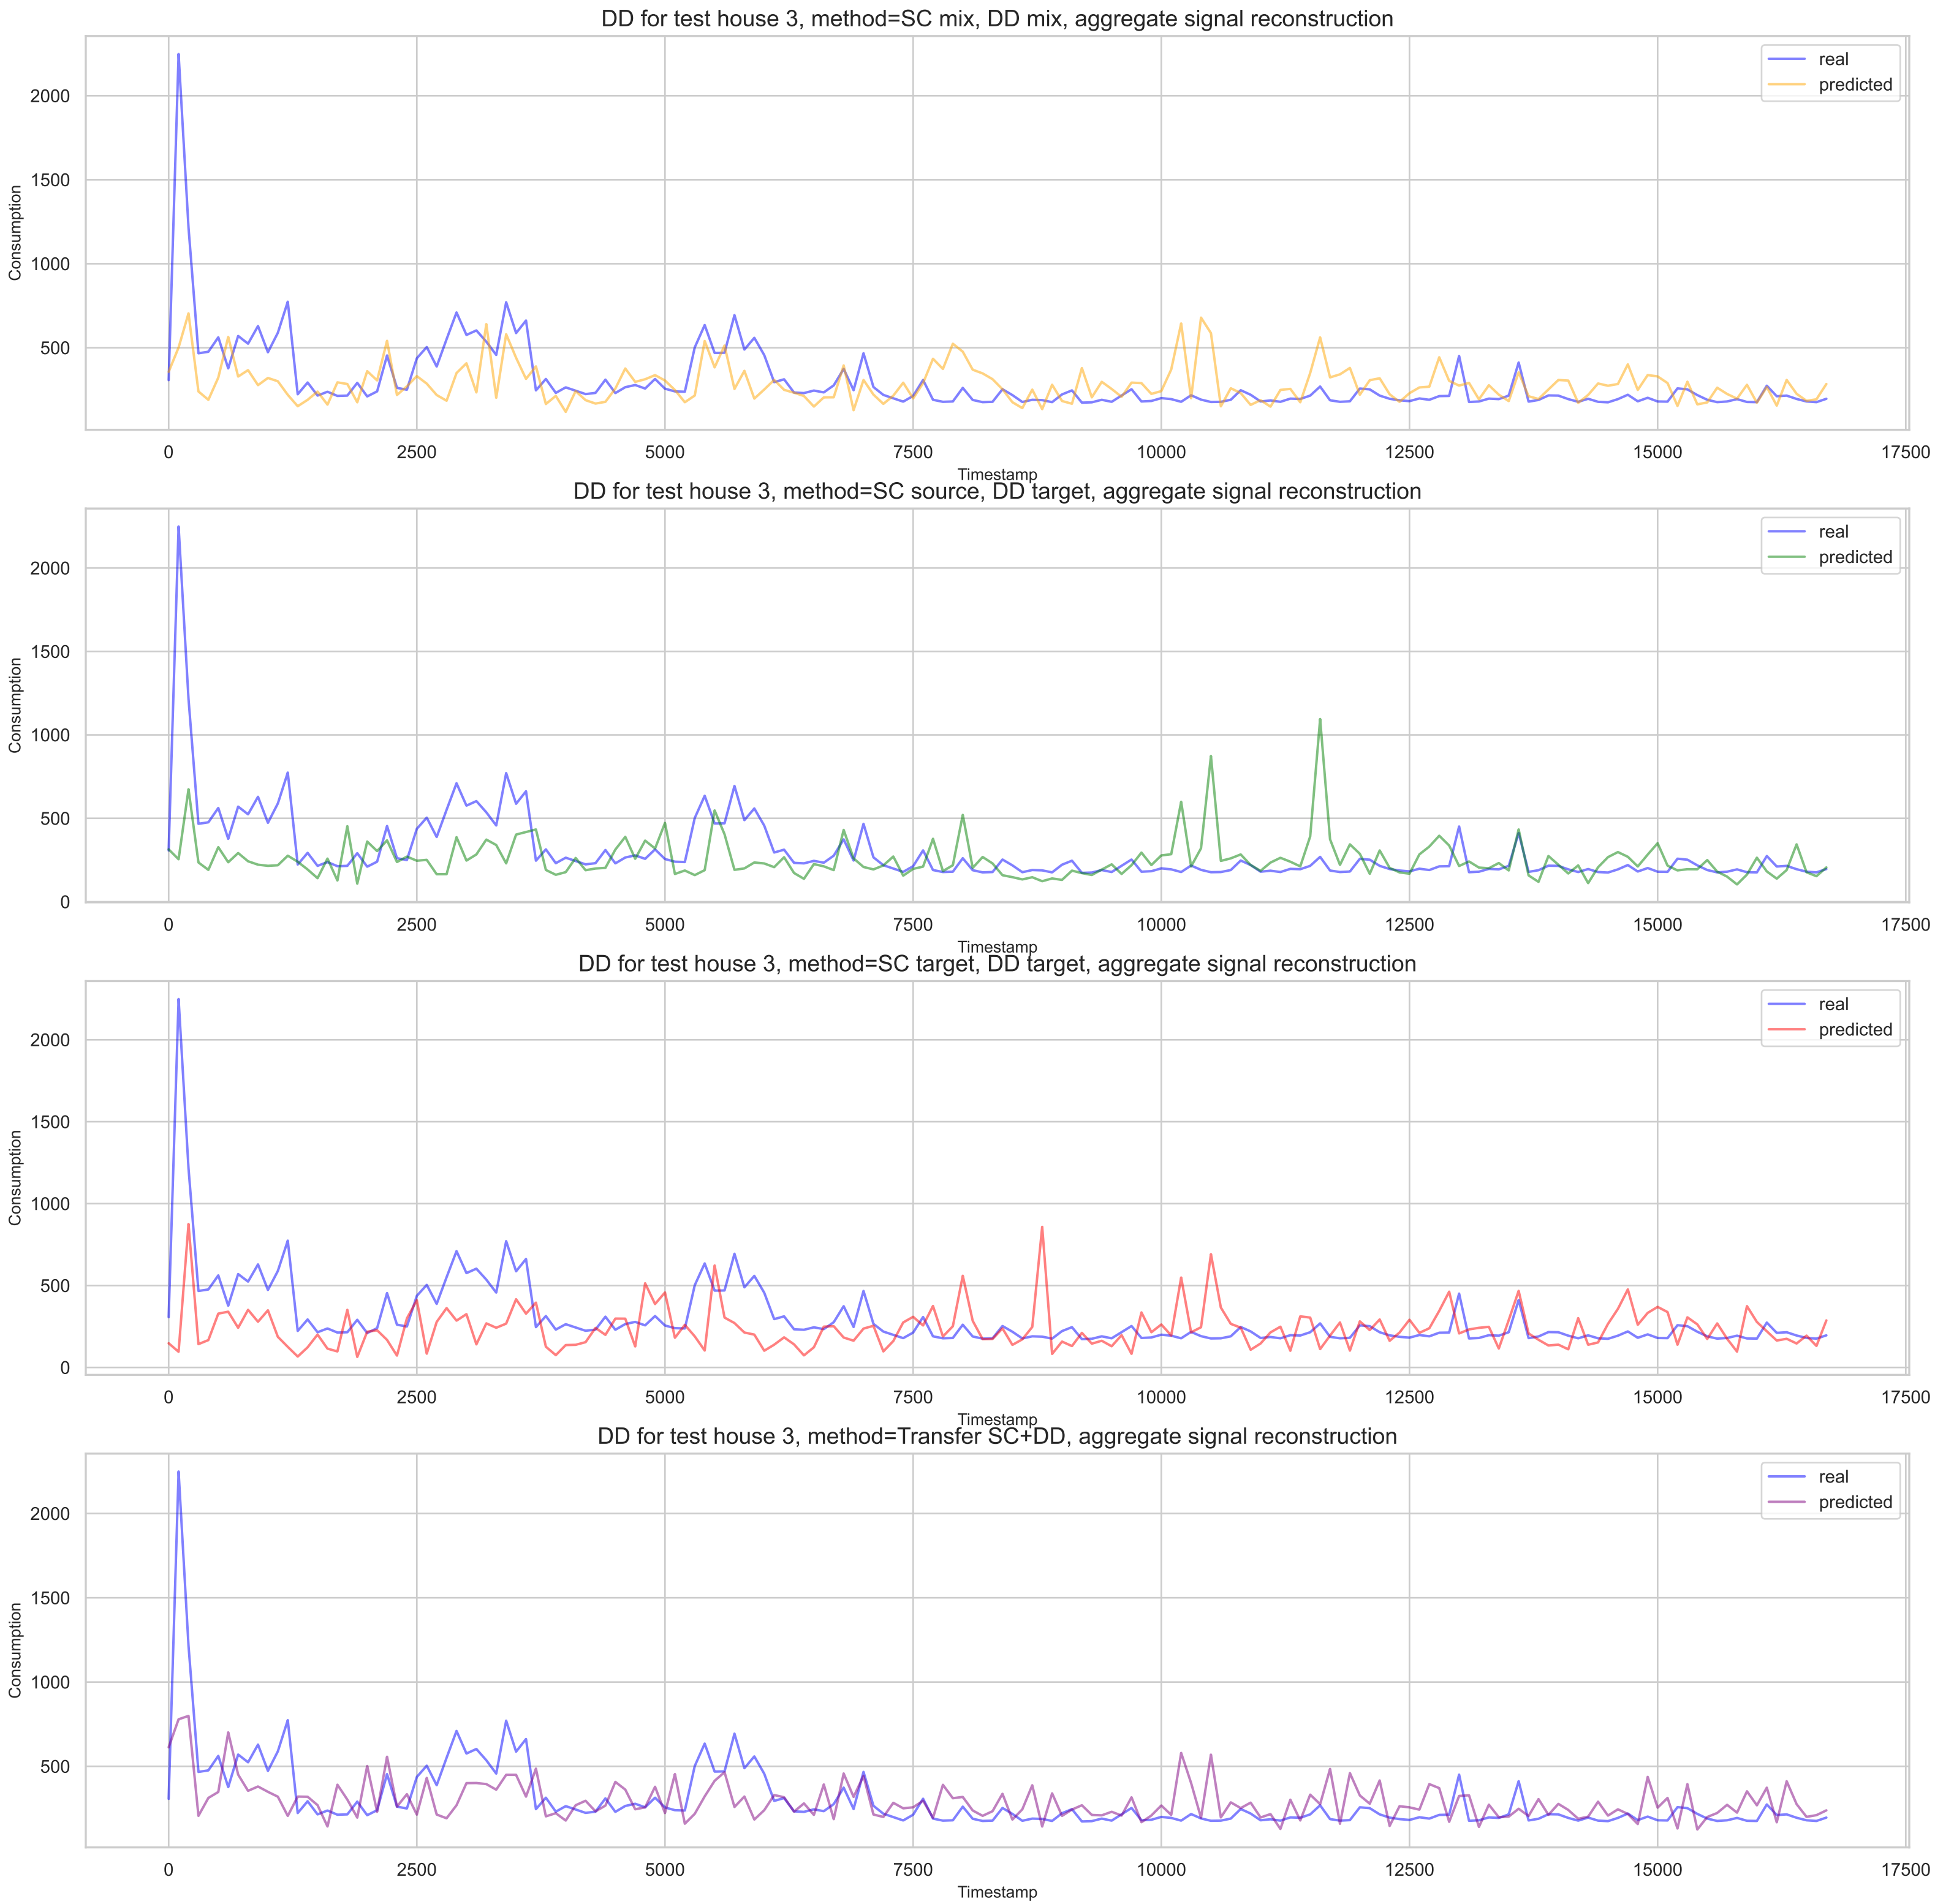 DD for test house 3, method=SC mix, DD mix, aggregate signal reconstruction
real
predicted
2000
1500
1000
500
Consumption
0 2500 5000 7500 10000 12500 15000 17500
Timestamp
DD for test house 3, method=SC source, DD target, aggregate signal reconstruction
real
predicted
2000
1500
1000
500
0
Consumption
0 2500 5000 7500 10000 12500 15000 17500
Timestamp
DD for test house 3, method=SC target, DD target, aggregate signal reconstruction
real
predicted
2000
1500
1000
500
0
Consumption
0 2500 5000 7500 10000 12500 15000 17500
Timestamp
DD for test house 3, method=Transfer SC+DD, aggregate signal reconstruction
real
predicted
2000
1500
1000
500
Consumption
0 2500 5000 7500 10000 12500 15000 17500
Timestamp